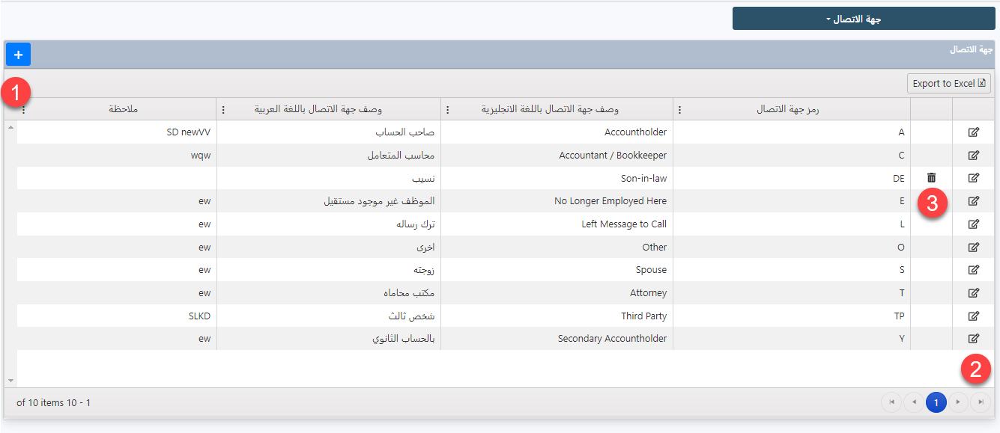 جهة الاتصال
جهة الاتصال
+
Export to Excel
1
رمز جهة الاتصال وصف جهة الاتصال باللغة الانجليزية وصف جهة الاتصال باللغة العربية ملاحظة
A Accountholder صاحب الحساب SD newVV
C Accountant / Bookkeeper محاسب المتعامل wqw
DE Son-in-law نسيب
E No Longer Employed Here الموظف غير موجود مستقيل ew
3
L Left Message to Call ترك رساله ew
O Other اخرى ew
S Spouse زوجته ew
T Attorney مكتب محاماه ew
TP Third Party شخص ثالث SLKD
Y Secondary Accountholder بالحساب الثانوي ew
2
1
of 10 items 10 - 1